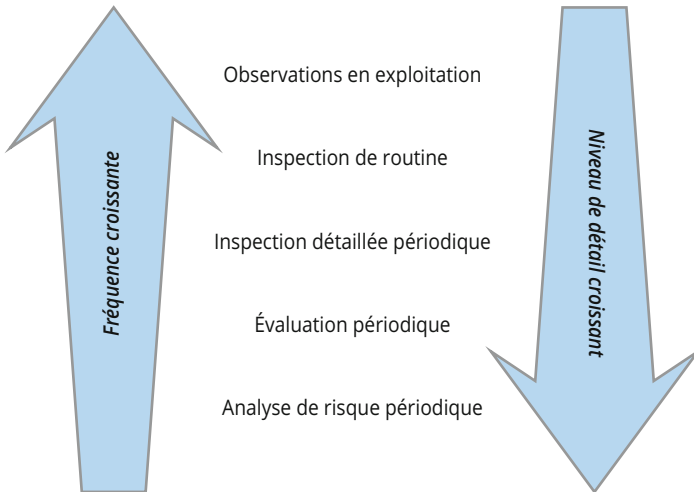 Observations en exploitation
Inspection de routine
Inspection détaillée périodique
Évaluation périodique
Analyse de risque périodique
Fréquence croissante
Niveau de détail croissant